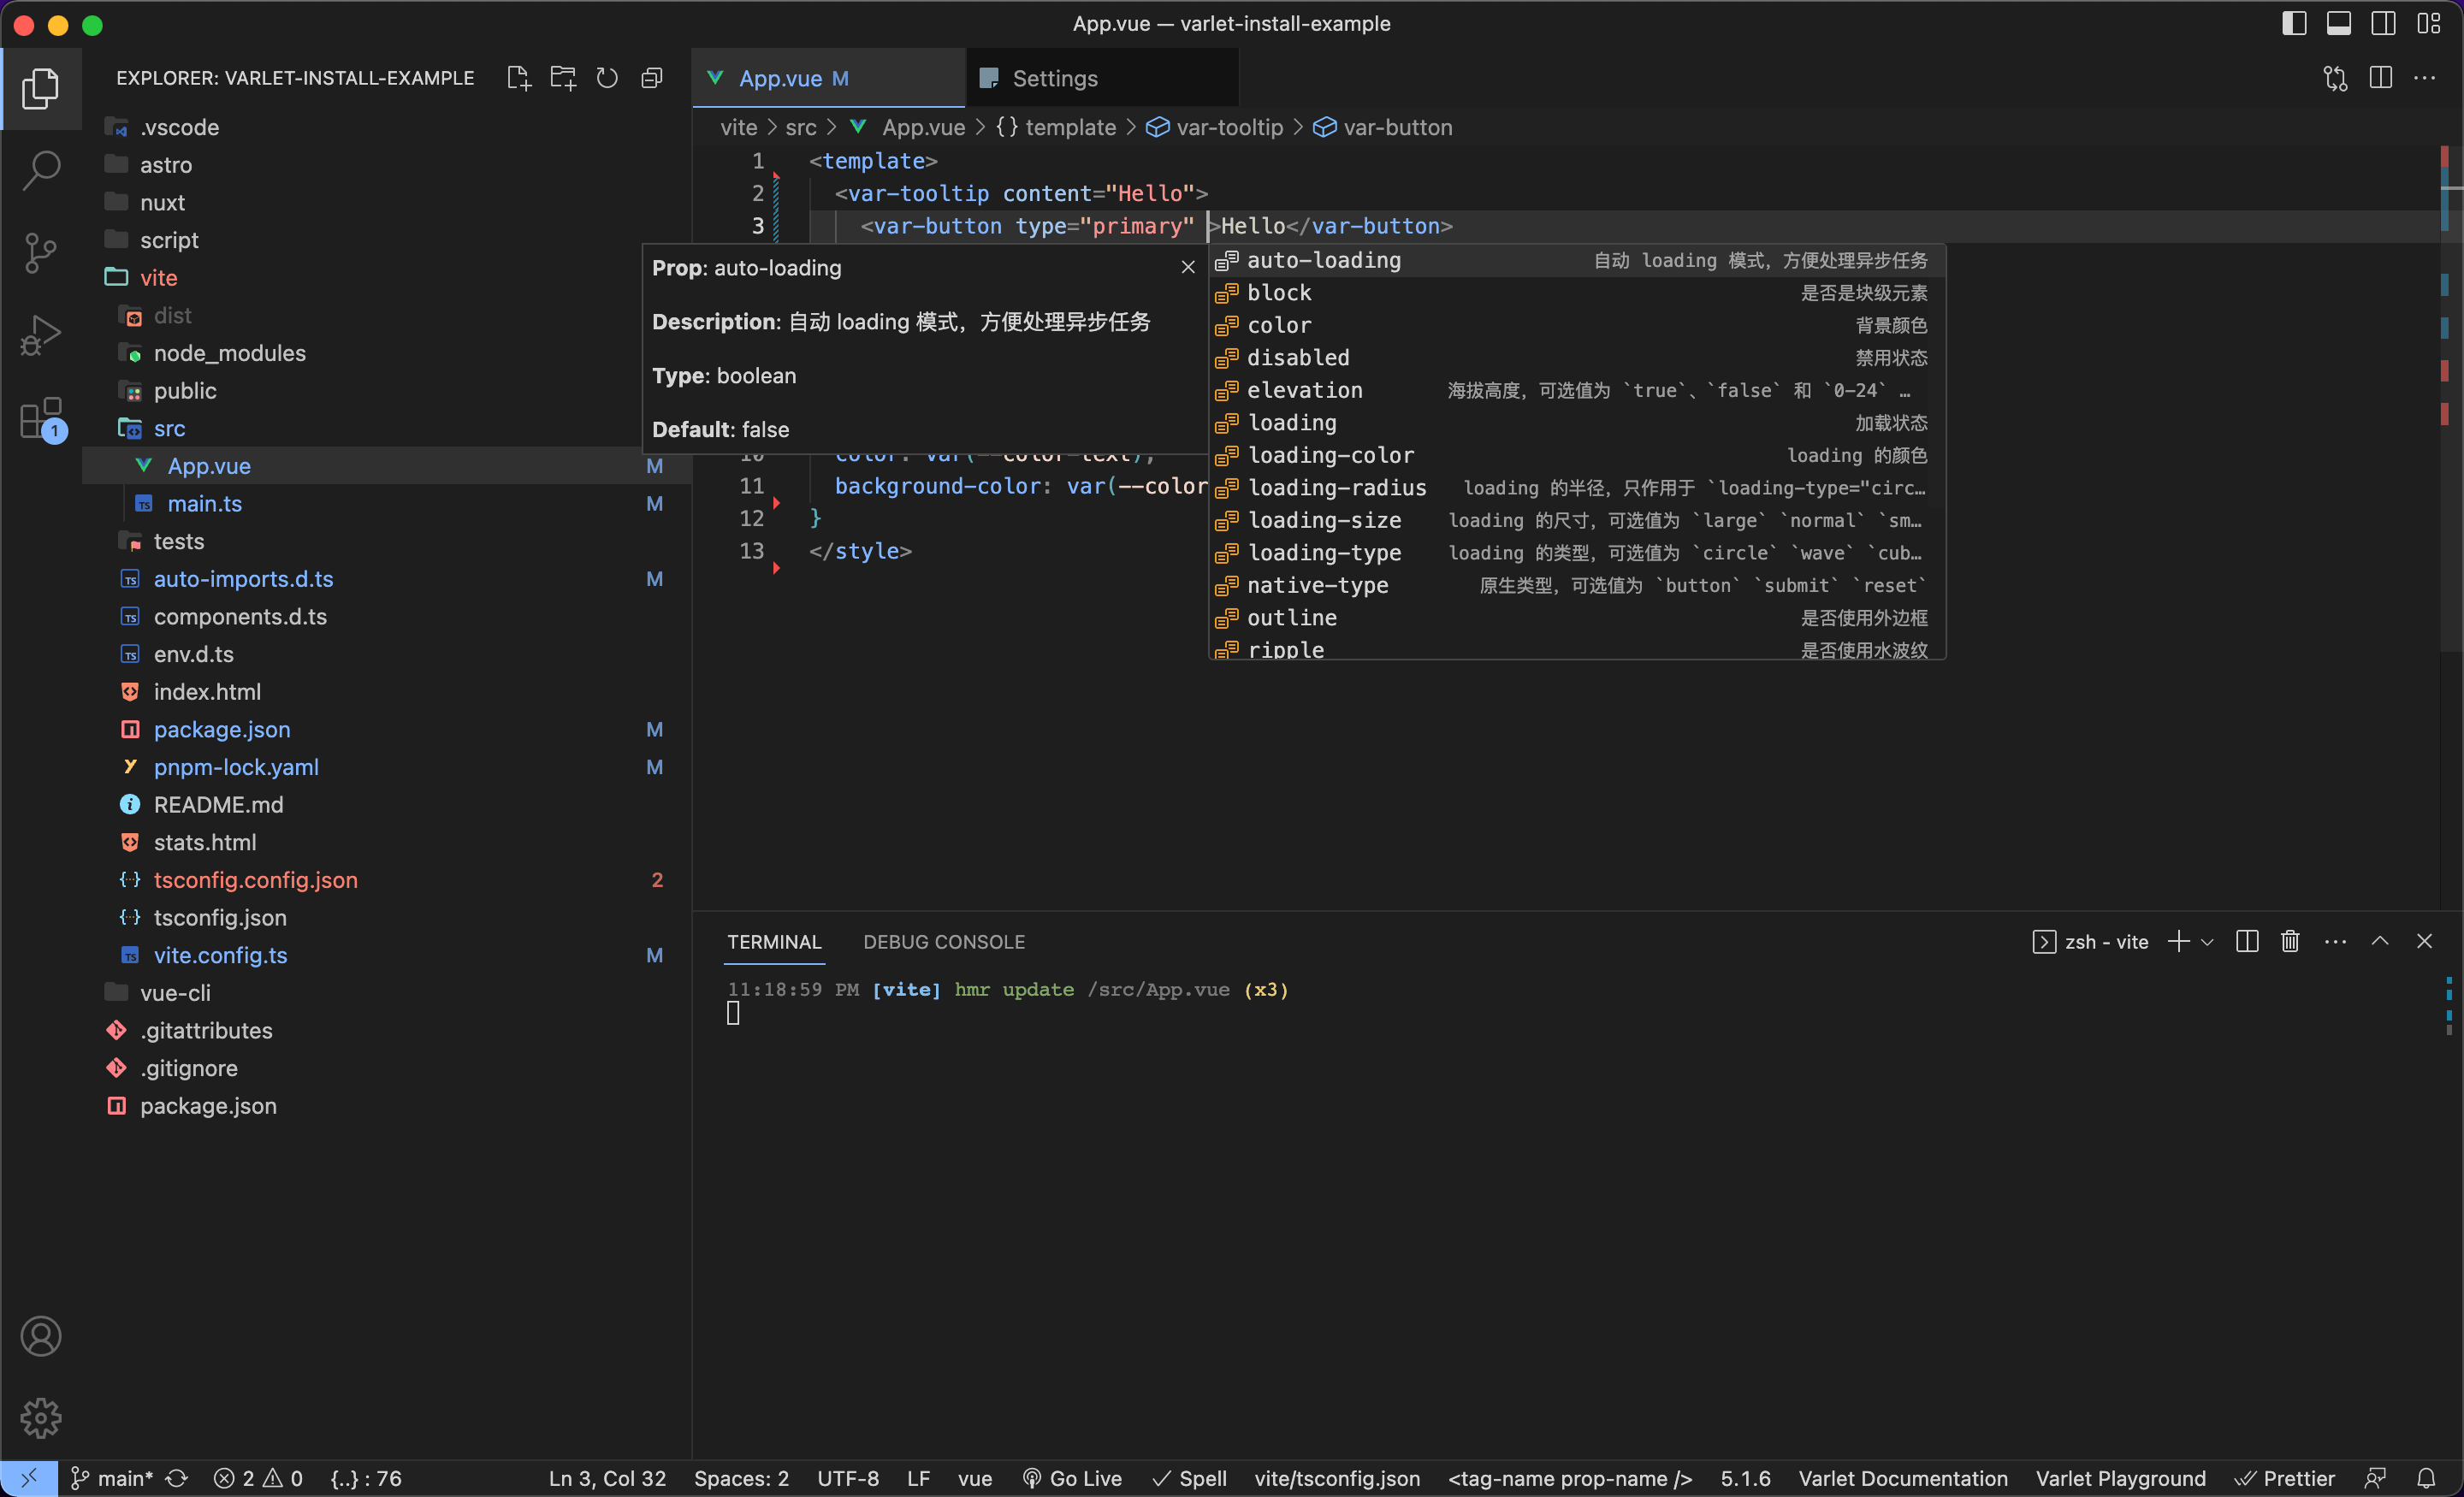 App.vue — varlet-install-example
EXPLORER: VARLET-INSTALL-EXAMPLE
.vscode
astro
nuxt
script
vite
dist
node_modules
public
src
App.vue M
main.ts M
tests
auto-imports.d.ts M
components.d.ts
env.d.ts
index.html
package.json M
pnpm-lock.yaml M
README.md
stats.html
tsconfig.config.json 2
tsconfig.json
vite.config.ts M
vue-cli
.gitattributes
.gitignore
package.json
1
App.vue M
Settings
vite > src > App.vue > {} template > var-tooltip > var-button
1 <template>
2 <var-tooltip content="Hello">
3 <var-button type="primary" >Hello</var-button>
Prop: auto-loading
Description: 自动 loading 模式，方便处理异步任务
Type: boolean
Default: false
auto-loading 自动 loading 模式，方便处理异步任务
block 是否是块级元素
color 背景颜色
disabled 禁用状态
elevation 海拔高度，可选值为 `true`、`false` 和 `0-24` …
loading 加载状态
loading-color loading 的颜色
loading-radius loading 的半径，只作用于 `loading-type="circ…
loading-size loading 的尺寸，可选值为 `large` `normal` `sm…
loading-type loading 的类型，可选值为 `circle` `wave` `cub…
native-type 原生类型，可选值为 `button` `submit` `reset`
outline 是否使用外边框
ripple 是否使用水波纹
10 color: var(--color-text);
11 background-color: var(--color
12 }
13 </style>
TERMINAL DEBUG CONSOLE
zsh - vite
11:18:59 PM [vite] hmr update /src/App.vue (x3)
main* 2 0 {..} : 76 Ln 3, Col 32 Spaces: 2 UTF-8 LF vue Go Live Spell vite/tsconfig.json <tag-name prop-name /> 5.1.6 Varlet Documentation Varlet Playground Prettier